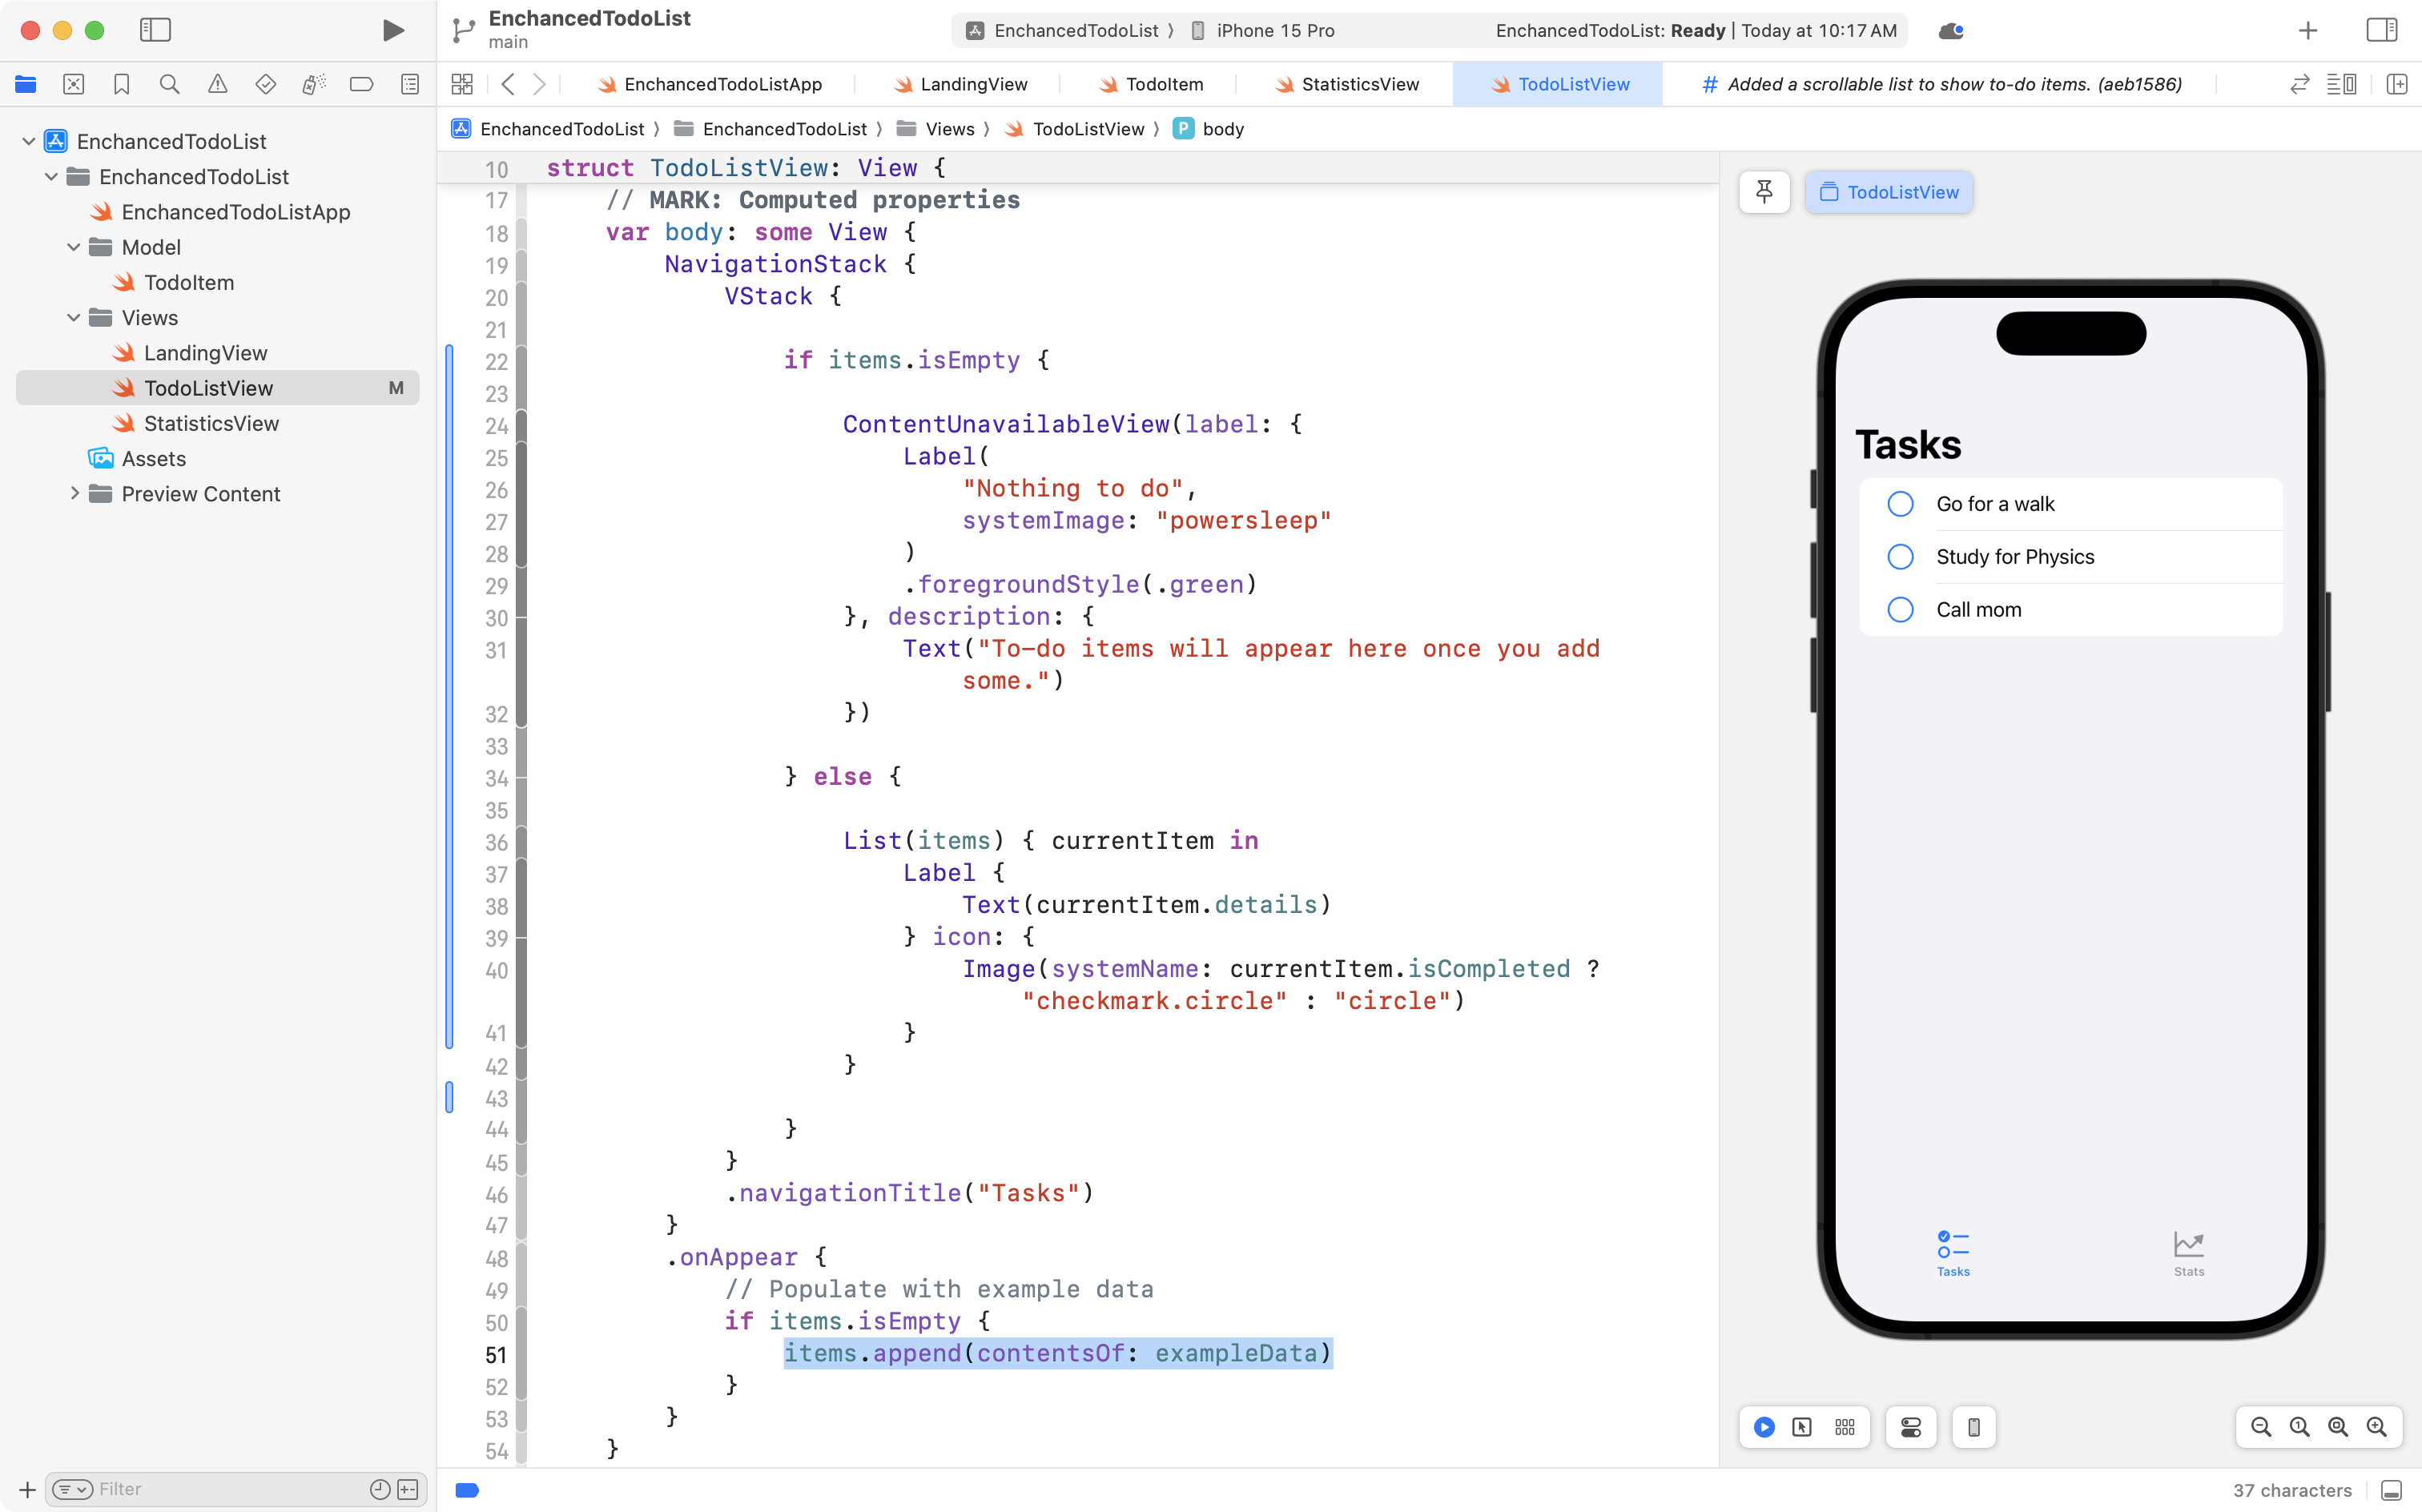 EnchancedTodoList
main
EnchancedTodoList 〉 iPhone 15 Pro
EnchancedTodoList: Ready | Today at 10:17 AM
EnchancedTodoListApp
LandingView
TodoItem
StatisticsView
TodoListView
# Added a scrollable list to show to-do items. (aeb1586)
EnchancedTodoList 〉 EnchancedTodoList 〉 Views 〉 TodoListView 〉 P body
EnchancedTodoList
EnchancedTodoList
EnchancedTodoListApp
Model
TodoItem
Views
LandingView
TodoListView M
StatisticsView
Assets
Preview Content
Filter
10 struct TodoListView: View {
17 // MARK: Computed properties
18 var body: some View {
19 NavigationStack {
20 VStack {
21
22 if items.isEmpty {
23
24 ContentUnavailableView(label: {
25 Label(
26 "Nothing to do",
27 systemImage: "powersleep"
28 )
29 .foregroundStyle(.green)
30 }, description: {
31 Text("To-do items will appear here once you add
some.")
32 })
33
34 } else {
35
36 List(items) { currentItem in
37 Label {
38 Text(currentItem.details)
39 } icon: {
40 Image(systemName: currentItem.isCompleted ?
"checkmark.circle" : "circle")
41 }
42 }
43
44 }
45 }
46 .navigationTitle("Tasks")
47 }
48 .onAppear {
49 // Populate with example data
50 if items.isEmpty {
51 items.append(contentsOf: exampleData)
52 }
53 }
54 }
TodoListView
Tasks
Go for a walk
Study for Physics
Call mom
Tasks
Stats
37 characters